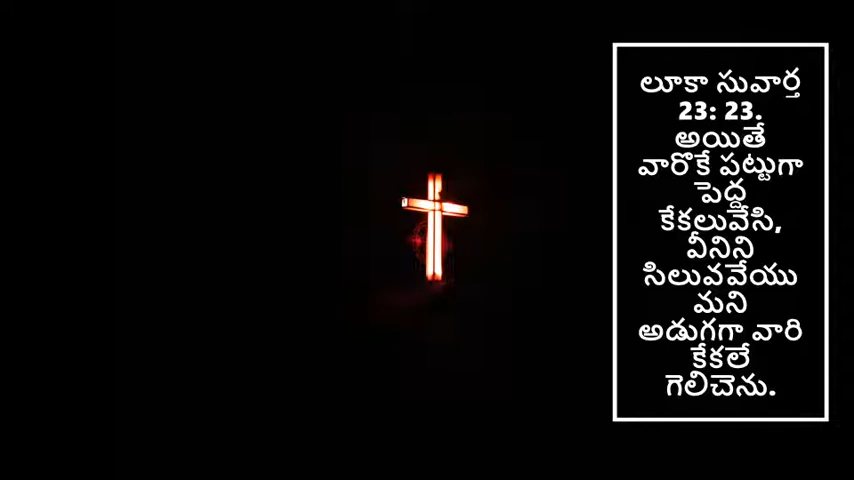 లూకా సువార్త
23: 23.
అయితే
వారొకే పట్టుగా
పెద్ద
కేకలువేసి,
వీనిని
సిలువవేయు
మని
అడుగగా వారి
కేకలే
గెలిచెను.